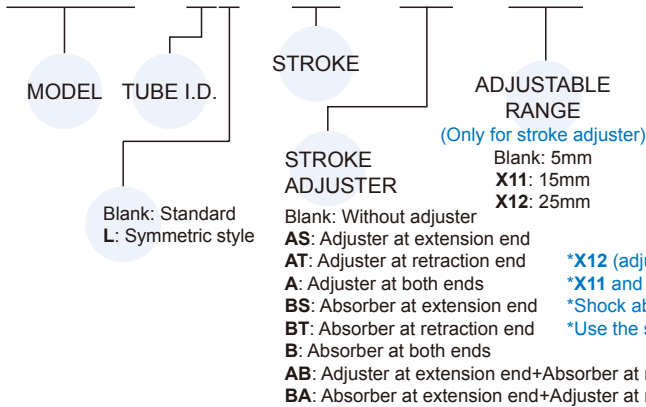 MODEL
TUBE I.D.
STROKE
ADJUSTABLE
RANGE
(Only for stroke adjuster)
Blank: 5mm
X11: 15mm
X12: 25mm
Blank: Standard
L: Symmetric style
STROKE
ADJUSTER
Blank: Without adjuster
AS: Adjuster at extension end
AT: Adjuster at retraction end
A: Adjuster at both ends
BS: Absorber at extension end
BT: Absorber at retraction end
B: Absorber at both ends
AB: Adjuster at extension end+Absorber at
BA: Absorber at extension end+Adjuster at
*X12
*X11 and
*Shock
*Use the